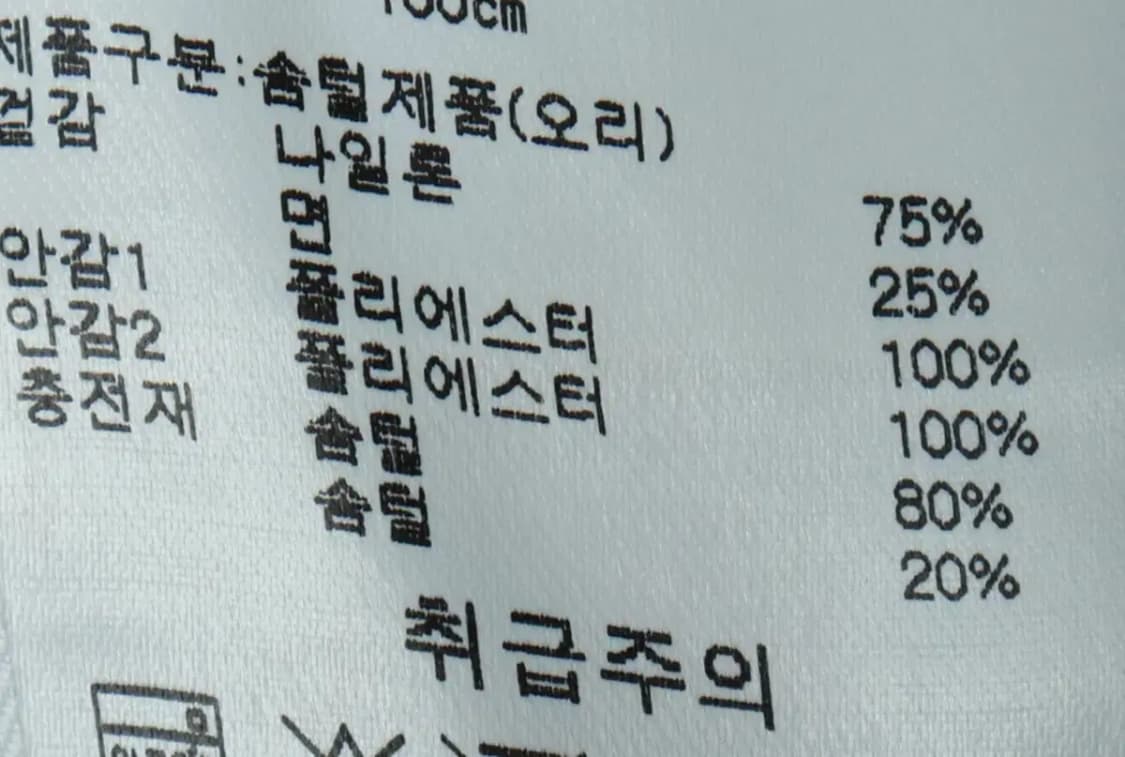 제품구분:솜털제품(오리)
겉감 나일론 75%
면 25%
안감1 폴리에스터 100%
안감2 폴리에스터 100%
충전재 솜털 80%
솜털 20%
취급주의